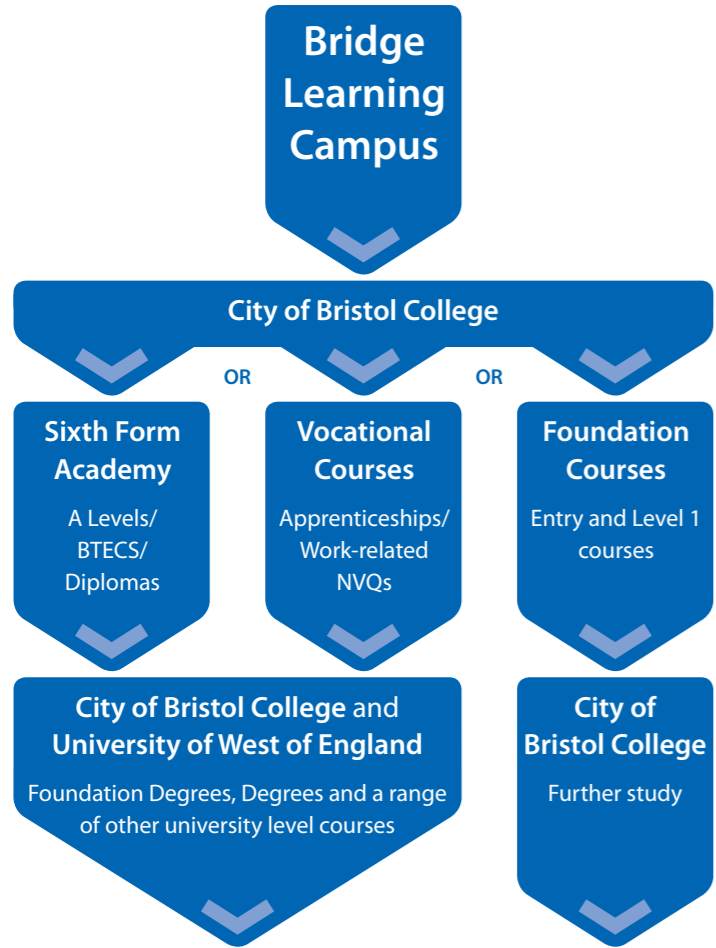 Bridge
Learning
Campus
City of Bristol College
OR
OR
Sixth Form
Academy
A Levels/
BTECS/
Diplomas
Vocational
Courses
Apprenticeships/
Work-related
NVQs
Foundation
Courses
Entry and Level 1
courses
City of Bristol College and
University of West of England
Foundation Degrees, Degrees and a range
of other university level courses
City of
Bristol College
Further study